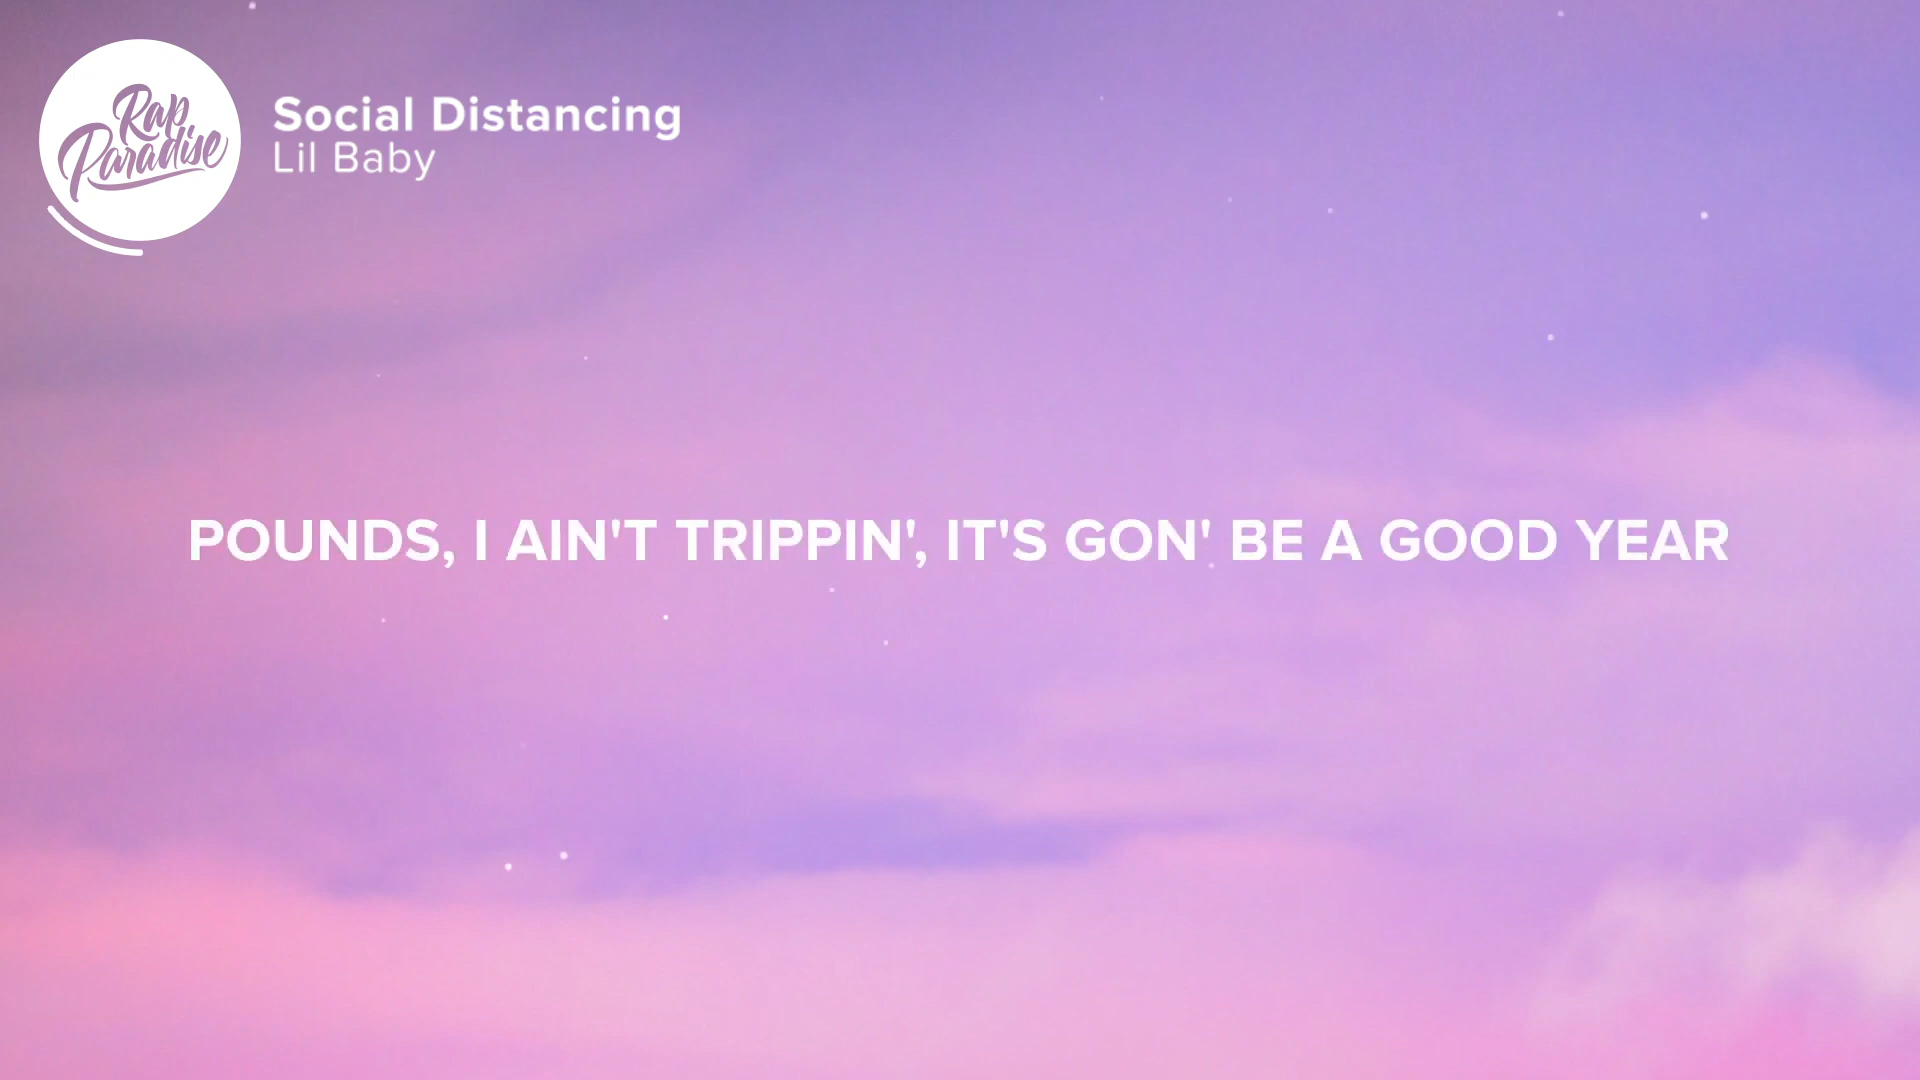 Rap
Paradise
Social Distancing
Lil Baby
POUNDS, I AIN'T TRIPPIN', IT'S GON' BE A GOOD YEAR